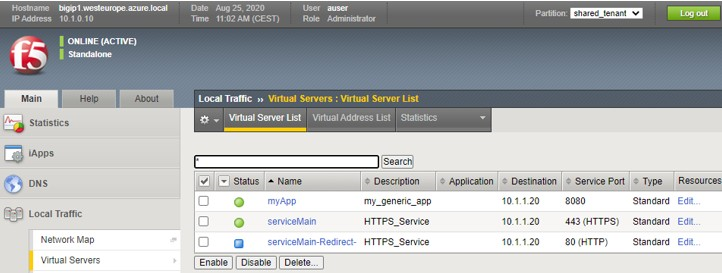 Hostname bigip1.westeurope.azure.local Date Aug 25, 2020 User auser
IP Address 10.1.0.10 Time 11:02 AM (CEST) Role Administrator
Partition: shared_tenant Log out
f5
ONLINE (ACTIVE)
Standalone
Main Help About
Statistics
iApps
DNS
Local Traffic
Network Map
Virtual Servers
Local Traffic ›› Virtual Servers : Virtual Server List
Virtual Server List Virtual Address List Statistics
* Search
Status Name Description Application Destination Service Port Type Resources
myApp my_generic_app 10.1.1.20 8080 Standard Edit...
serviceMain HTTPS_Service 10.1.1.20 443 (HTTPS) Standard Edit...
serviceMain-Redirect- HTTPS_Service 10.1.1.20 80 (HTTP) Standard Edit...
Enable Disable Delete...